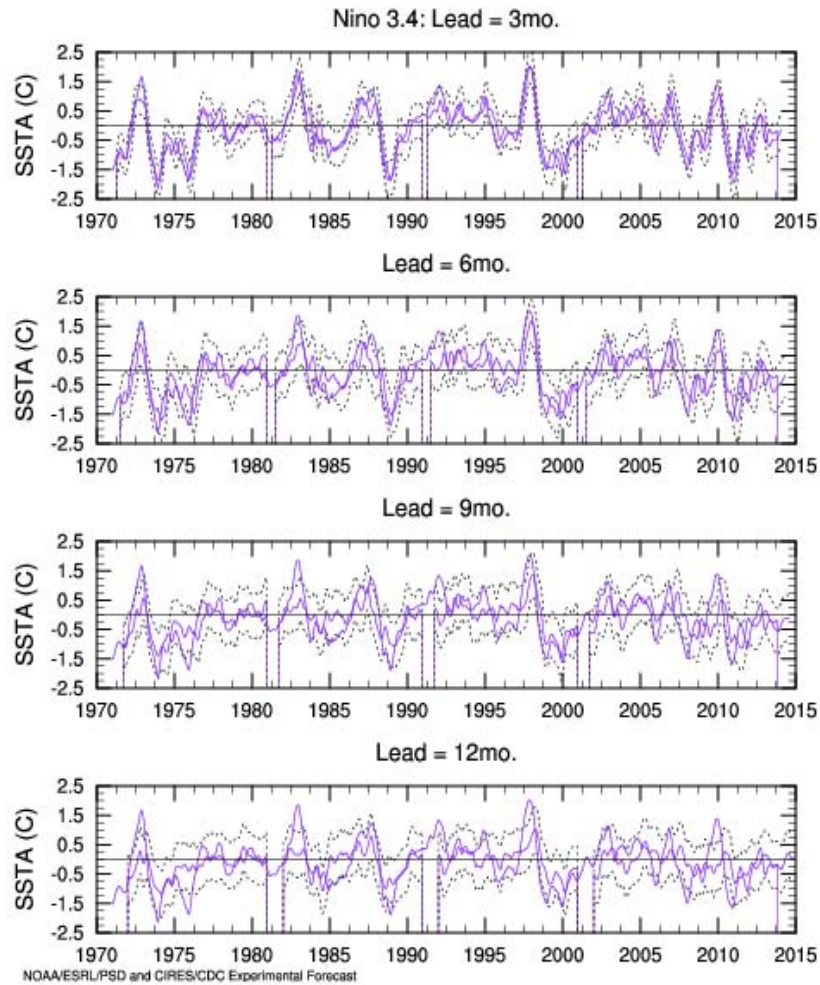 Nino 3.4: Lead = 3mo.
2.5
1.5
0.5
-0.5
-1.5
-2.5
SSTA (C)
1970 1975 1980 1985 1990 1995 2000 2005 2010 2015
Lead = 6mo.
2.5
1.5
0.5
-0.5
-1.5
-2.5
SSTA (C)
1970 1975 1980 1985 1990 1995 2000 2005 2010 2015
Lead = 9mo.
2.5
1.5
0.5
-0.5
-1.5
-2.5
SSTA (C)
1970 1975 1980 1985 1990 1995 2000 2005 2010 2015
Lead = 12mo.
2.5
1.5
0.5
-0.5
-1.5
-2.5
SSTA (C)
1970 1975 1980 1985 1990 1995 2000 2005 2010 2015
NOAA/ESRL/PSD and CIRES/CDC Experimental Forecast